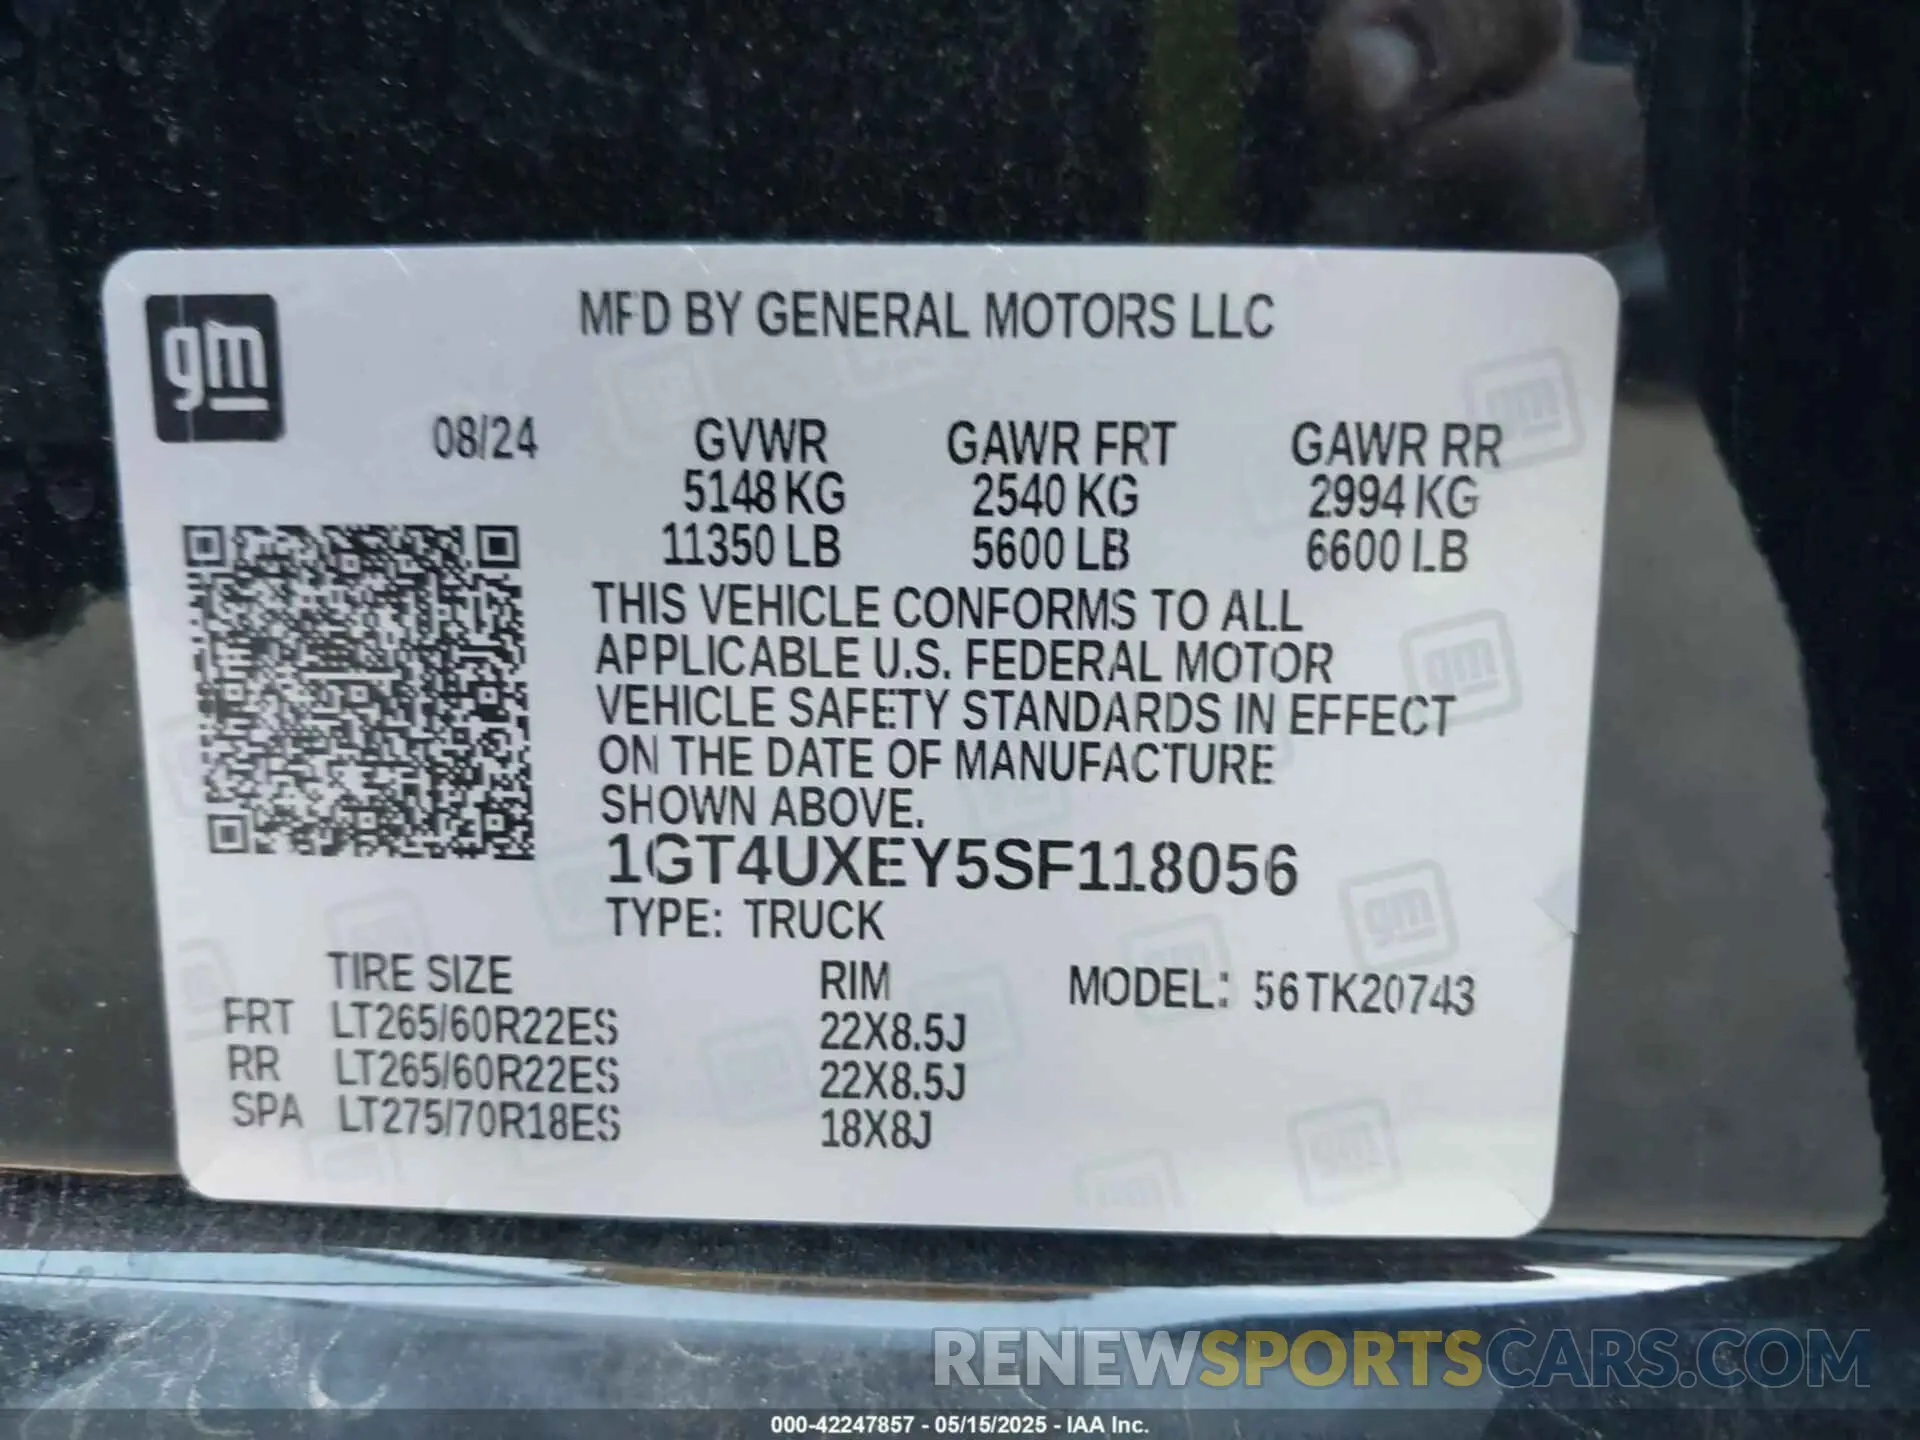 gm
MFD BY GENERAL MOTORS LLC
08/24 GVWR GAWR FRT GAWR RR
5148 KG 2540 KG 2994 KG
11350 LB 5600 LB 6600 LB
THIS VEHICLE CONFORMS TO ALL
APPLICABLE U.S. FEDERAL MOTOR
VEHICLE SAFETY STANDARDS IN EFFECT
ON THE DATE OF MANUFACTURE
SHOWN ABOVE.
1GT4UXEY5SF118056
TYPE: TRUCK
TIRE SIZE RIM MODEL: 56TK20743
FRT LT265/60R22ES 22X8.5J
RR LT265/60R22ES 22X8.5J
SPA LT275/70R18ES 18X8J
RENEWSPORTSCARS.COM
000-42247857 - 05/15/2025 - IAA Inc.